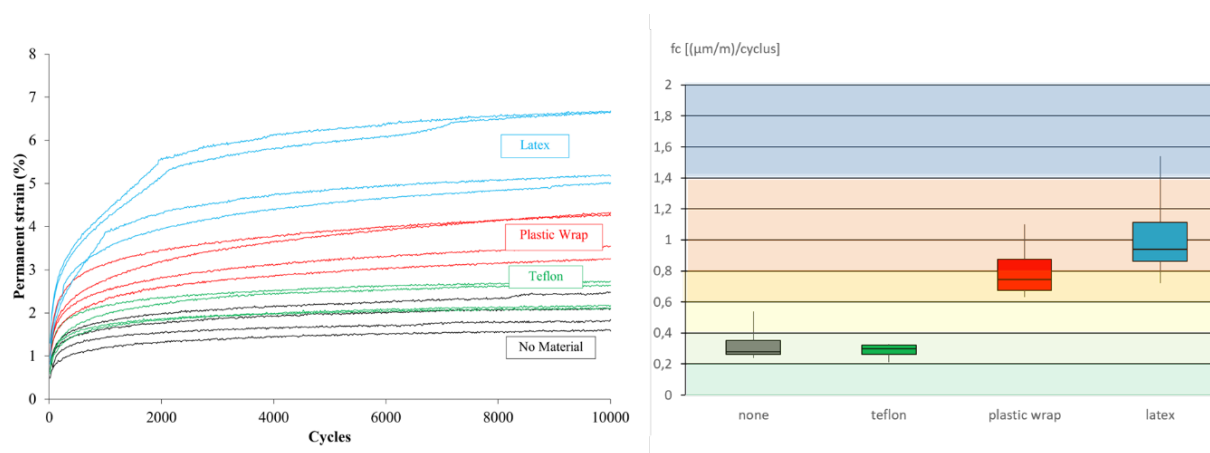 Permanent strain (%)
8
7
6
5
4
3
2
1
0
Latex
Plastic Wrap
Teflon
No Material
0 2000 4000 6000 8000 10000
Cycles
fc [(µm/m)/cyclus]
2
1,8
1,6
1,4
1,2
1
0,8
0,6
0,4
0,2
0
none teflon plastic wrap latex